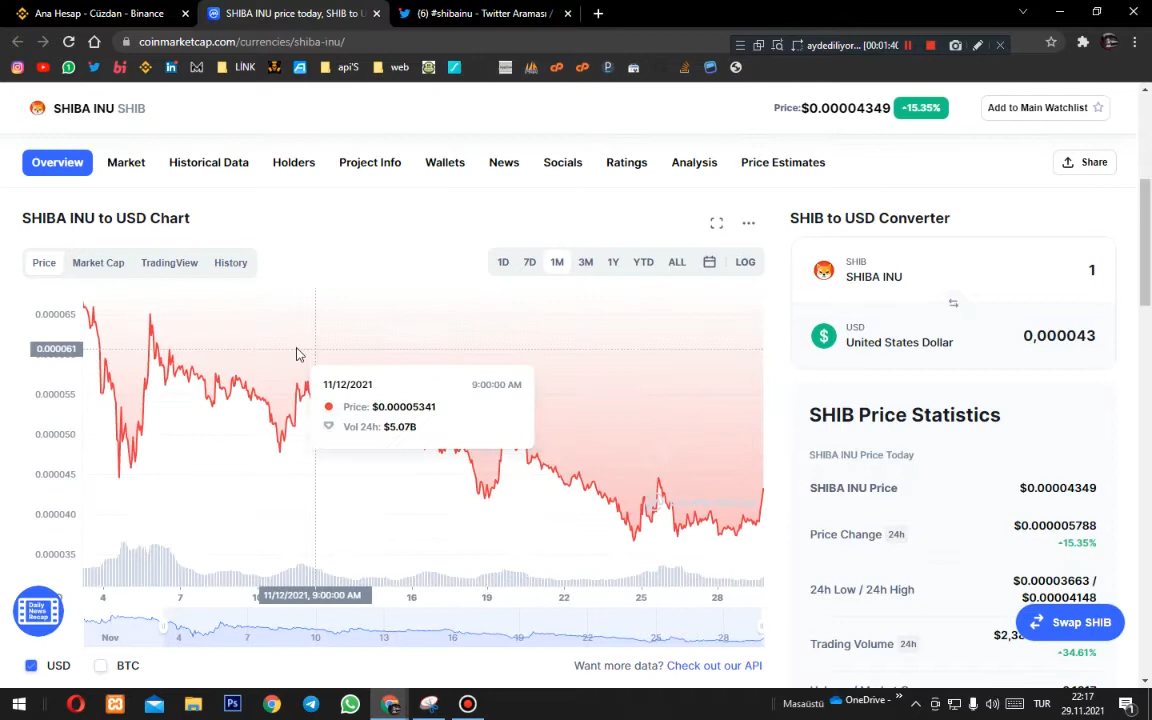 Ana Hesap - Cüzdan - Binance
SHIBA INU price today, SHIB to U
(6) #shibainu - Twitter Araması /
coinmarketcap.com/currencies/shiba-inu/
aydediliyor... [00:01:40
LİNK
api'S
web
SHIBA INU SHIB
Price:$0.00004349
15.35%
Add to Main Watchlist
Overview
Market
Historical Data
Holders
Project Info
Wallets
News
Socials
Ratings
Analysis
Price Estimates
Share
SHIBA INU to USD Chart
SHIB to USD Converter
Price
Market Cap
TradingView
History
1D
7D
1M
3M
1Y
YTD
ALL
LOG
SHIB
SHIBA INU
1
USD
United States Dollar
0,000043
0.000065
0.000061
0.000055
0.000050
0.000045
0.000040
0.000035
11/12/2021
9:00:00 AM
Price: $0.00005341
Vol 24h: $5.07B
4
7
11/12/2021, 9:00:00 AM
16
19
22
25
28
Nov
4
7
10
13
16
19
22
25
28
Daily
News
Recap
USD
BTC
Want more data? Check out our API
SHIB Price Statistics
SHIBA INU Price Today
SHIBA INU Price
$0.00004349
Price Change 24h
$0.000005788
15.35%
24h Low / 24h High
$0.00003663 /
$0.00004148
Swap SHIB
Trading Volume 24h
34.61%
Masaüstü
OneDrive -
TUR
22:17
29.11.2021
1